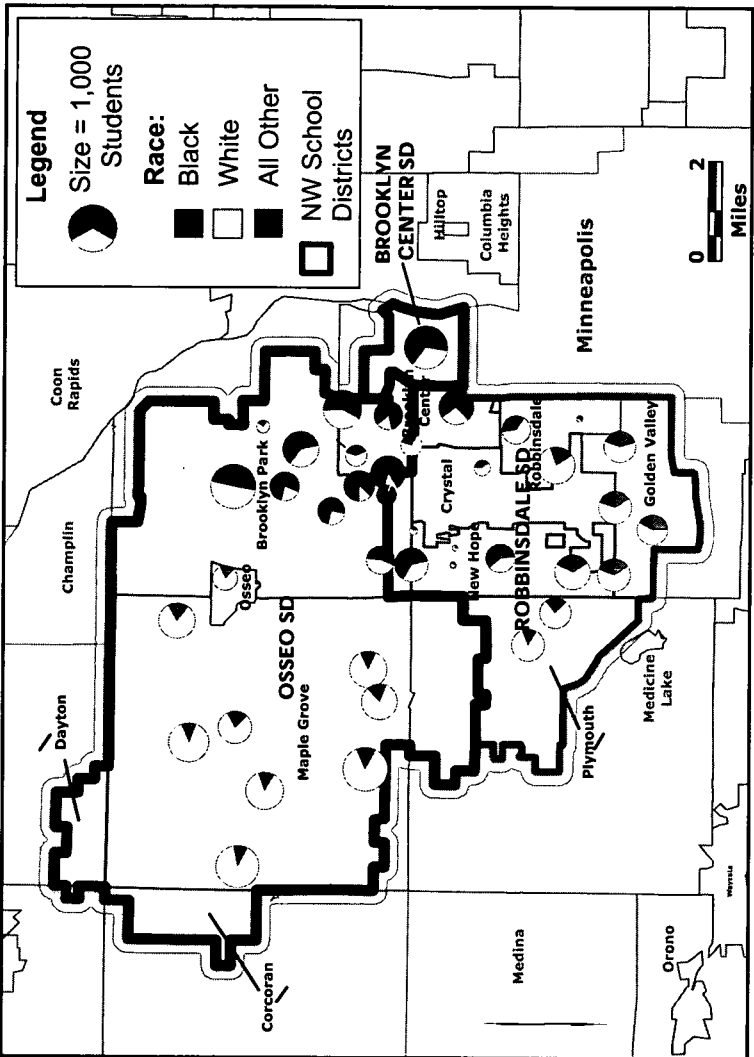 Legend
Size = 1,000
Students
Race:
Black
White
All Other
NW School
Districts
0
2
Miles
BROOKLYN
CENTER SD
Hilltop
Columbia
Heights
Minneapolis
Coon
Rapids
Champlin
Dayton
Brooklyn Park
Osseo
OSSEO SD
Maple Grove
Corcoran
Brooklyn
Center
Crystal
New Hope
Robbinsdale
ROBBINSDALE SD
Golden Valley
Plymouth
Medicine
Lake
Medina
Orono